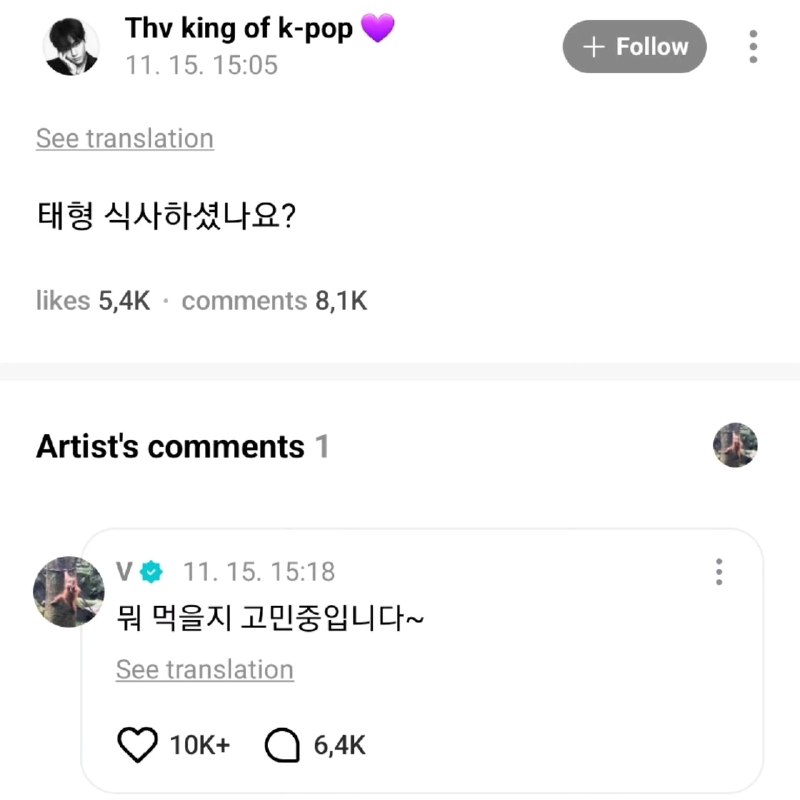 Thv king of k-pop 💜
11. 15. 15:05
+ Follow
See translation
태형 식사하셨나요?
likes 5,4K · comments 8,1K
Artist's comments 1
V 11. 15. 15:18
뭐 먹을지 고민중입니다~
See translation
10K+ 6,4K